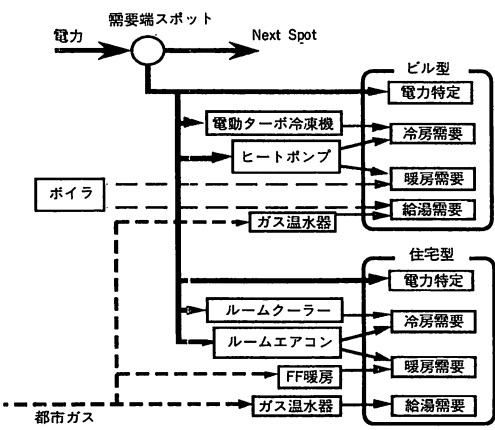 需要端スポット
電力
Next Spot
ビル型
電力特定
電動ターボ冷凍機
冷房需要
ヒートポンプ
暖房需要
ボイラ
給湯需要
ガス温水器
住宅型
電力特定
ルームクーラー
冷房需要
ルームエアコン
暖房需要
FF暖房
ガス温水器
給湯需要
都市ガス